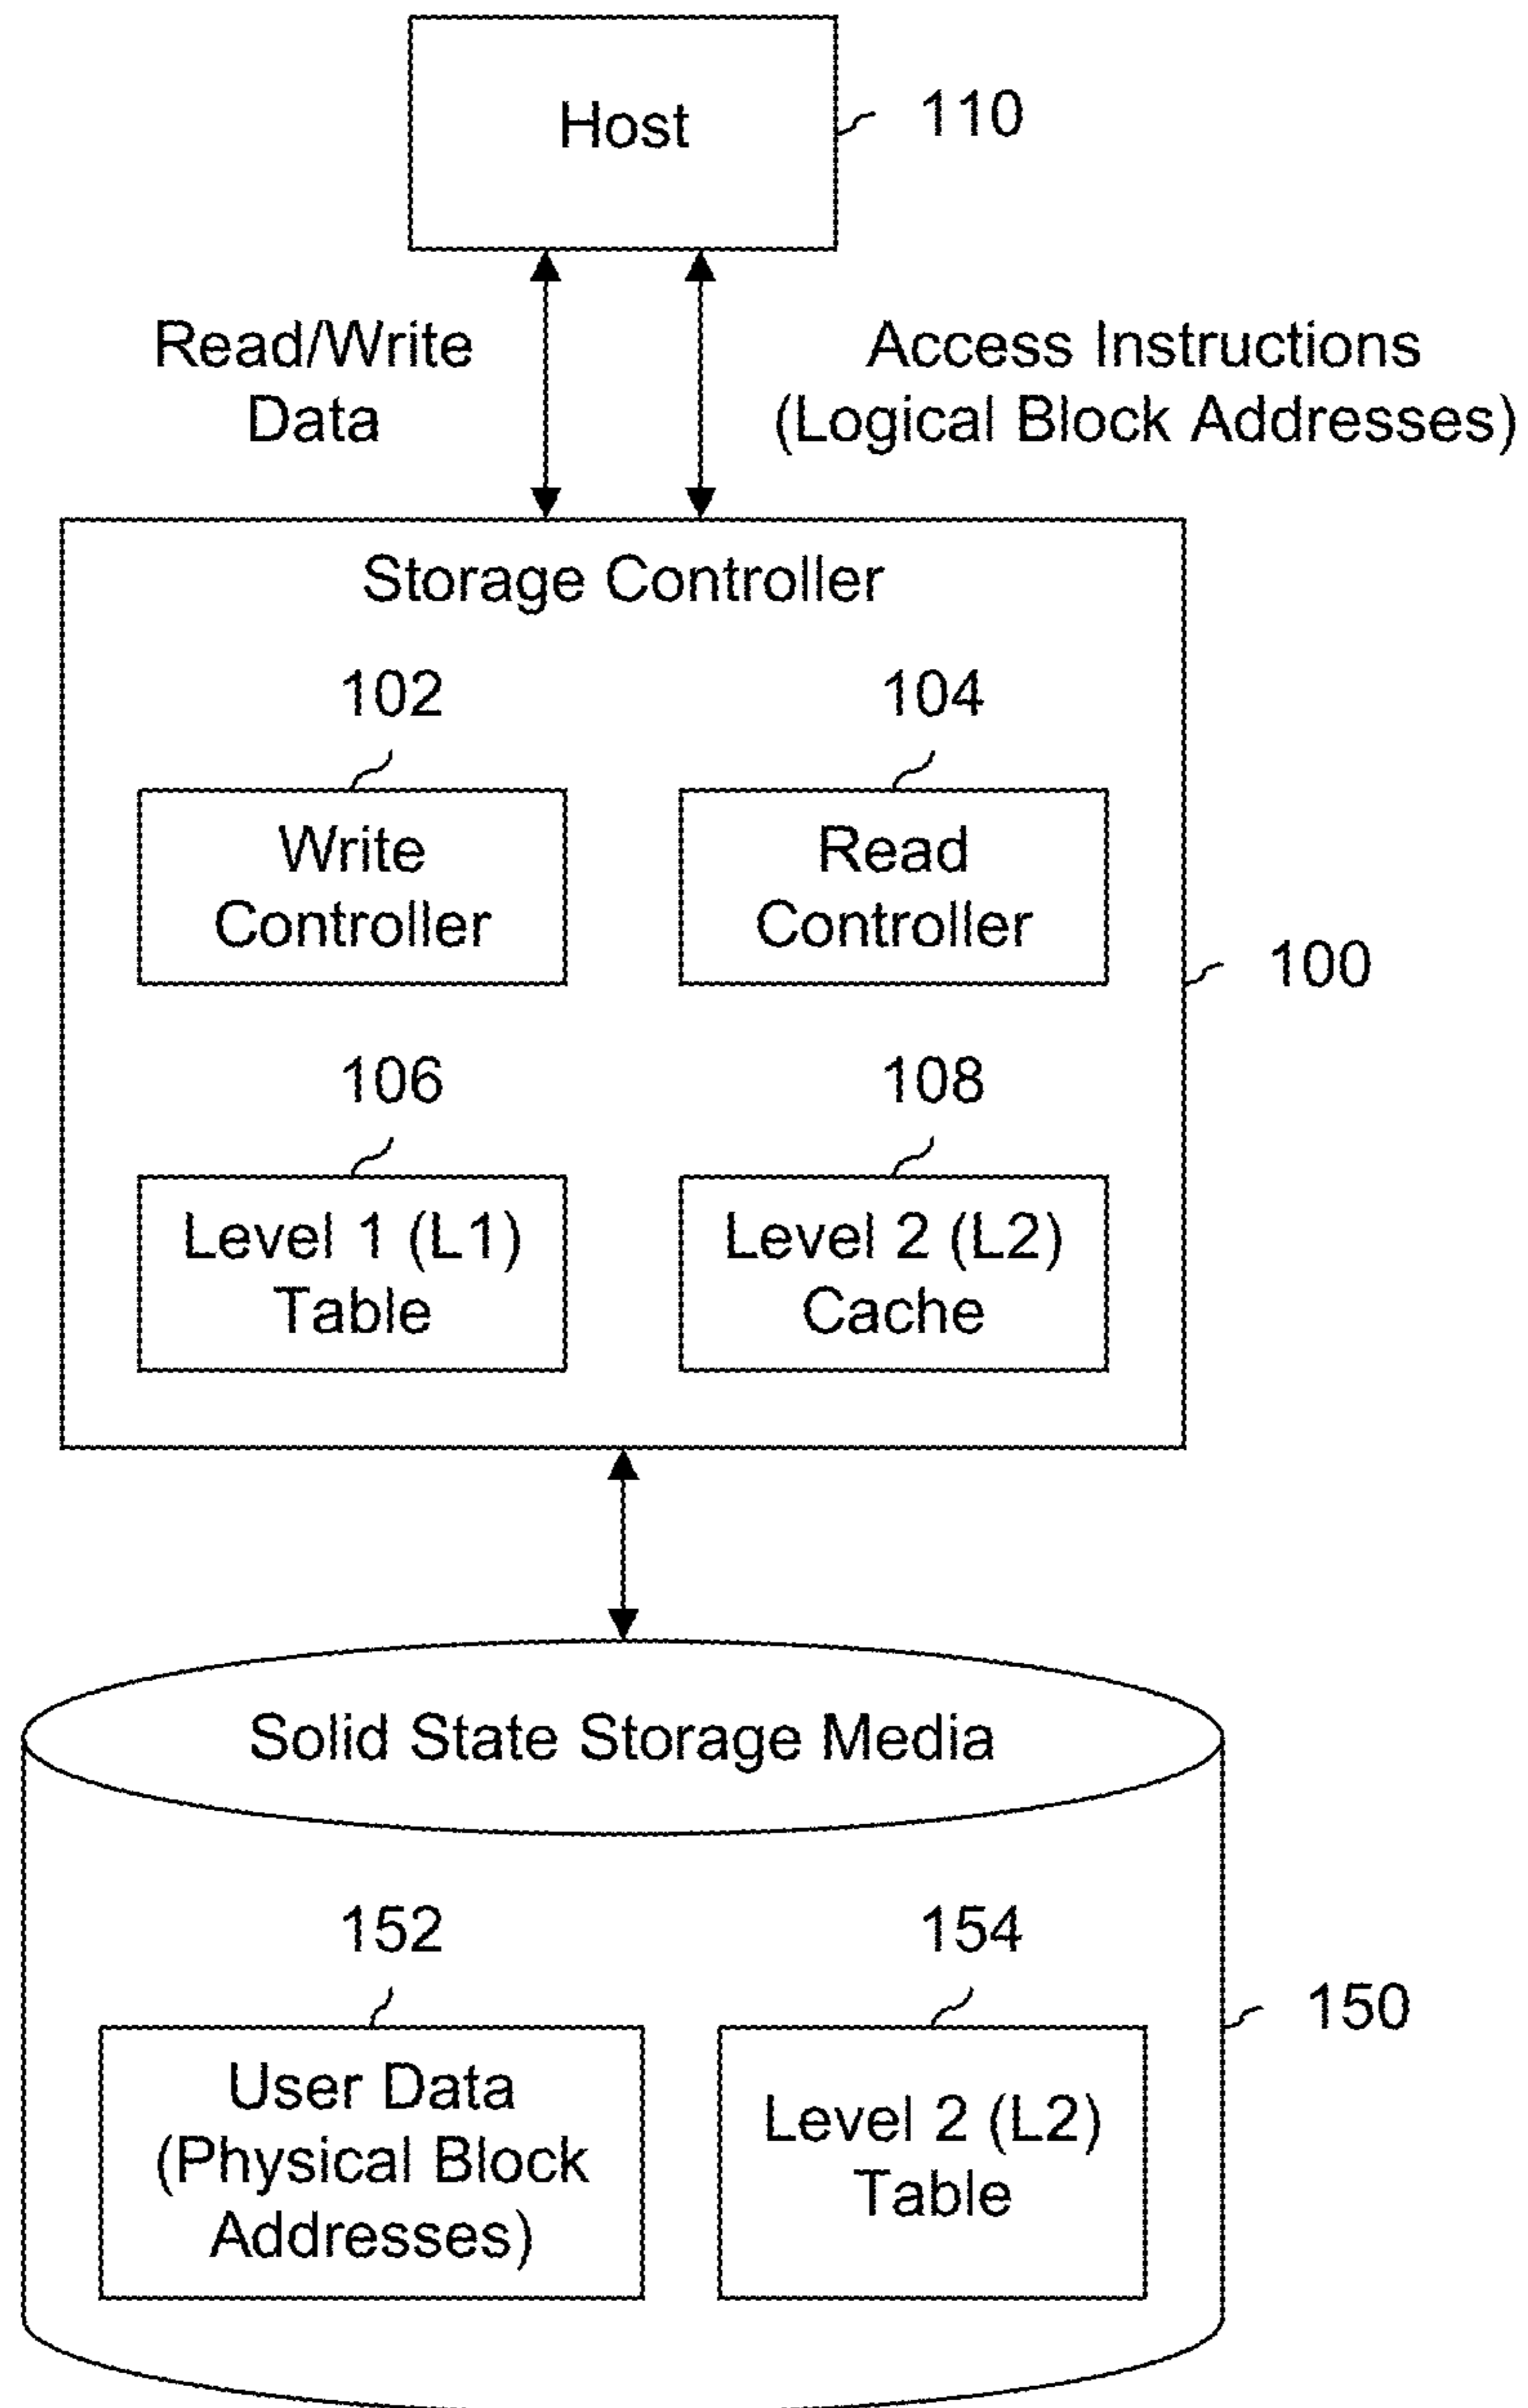 Host
110
Read/Write
Data
Access Instructions
(Logical Block Addresses)
Storage Controller
102
104
Write
Controller
Read
Controller
100
106
108
Level 1 (L1)
Table
Level 2 (L2)
Cache
Solid State Storage Media
152
154
150
User Data
(Physical Block
Addresses)
Level 2 (L2)
Table